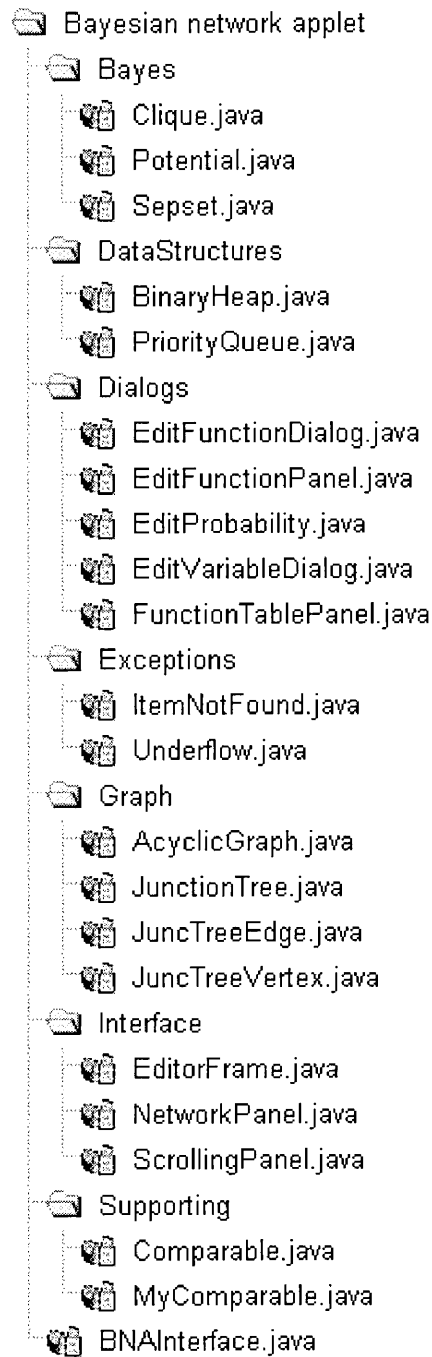 Bayesian network applet
Bayes
Clique.java
Potential.java
Sepset.java
DataStructures
BinaryHeap.java
PriorityQueue.java
Dialogs
EditFunctionDialog.java
EditFunctionPanel.java
EditProbability.java
EditVariableDialog.java
FunctionTablePanel.java
Exceptions
ItemNotFound.java
Underflow.java
Graph
AcyclicGraph.java
JunctionTree.java
JuncTreeEdge.java
JuncTreeVertex.java
Interface
EditorFrame.java
NetworkPanel.java
ScrollingPanel.java
Supporting
Comparable.java
MyComparable.java
BNAInterface.java